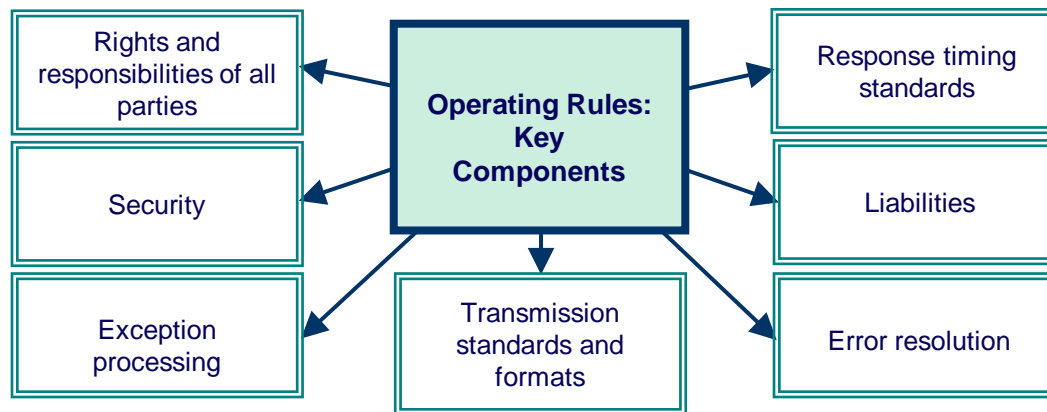 Rights and
responsibilities of all
parties
Operating Rules:
Key
Components
Response timing
standards
Security
Liabilities
Exception
processing
Transmission
standards and
formats
Error resolution